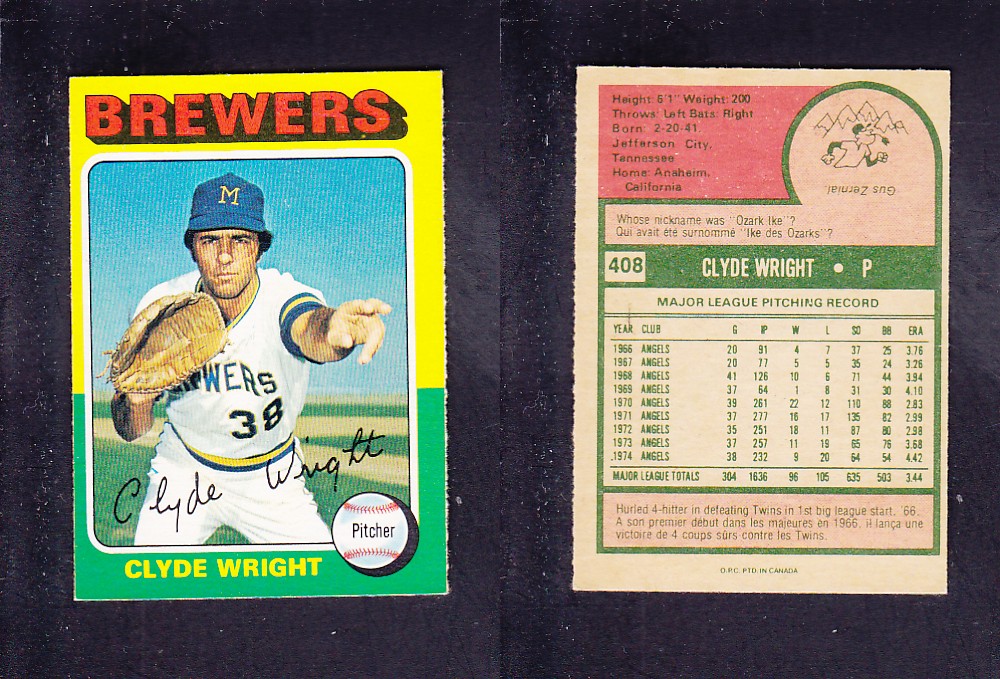 BREWERS
M
OWERS
38
Clyde Wright
Pitcher
CLYDE WRIGHT
Height: 6'1" Weight: 200
Throws: Left Bats: Right
Born: 2-20-41,
Jefferson City,
Tennessee
Home: Anaheim,
California
Gus Zernial.
Whose nickname was "Ozark Ike"?
Qui avait été surnommé "Ike des Ozarks"?
408 CLYDE WRIGHT • P
MAJOR LEAGUE PITCHING RECORD
YEAR CLUB G IP W L SO BB ERA
1966 ANGELS 20 91 4 7 37 25 3.76
1967 ANGELS 20 77 5 5 35 24 3.26
1968 ANGELS 41 126 10 6 71 44 3.94
1969 ANGELS 37 64 1 8 31 30 4.10
1970 ANGELS 39 261 22 12 110 88 2.83
1971 ANGELS 37 277 16 17 135 82 2.99
1972 ANGELS 35 251 18 11 87 80 2.98
1973 ANGELS 37 257 11 19 65 76 3.68
1974 ANGELS 38 232 9 20 64 54 4.42
MAJOR LEAGUE TOTALS 304 1636 96 105 635 503 3.44
Hurled 4-hitter in defeating Twins in 1st big league start, '66.
A son premier début dans les majeures en 1966, il lança une
victoire de 4 coups sûrs contre les Twins.
O.P.C. PTD. IN CANADA